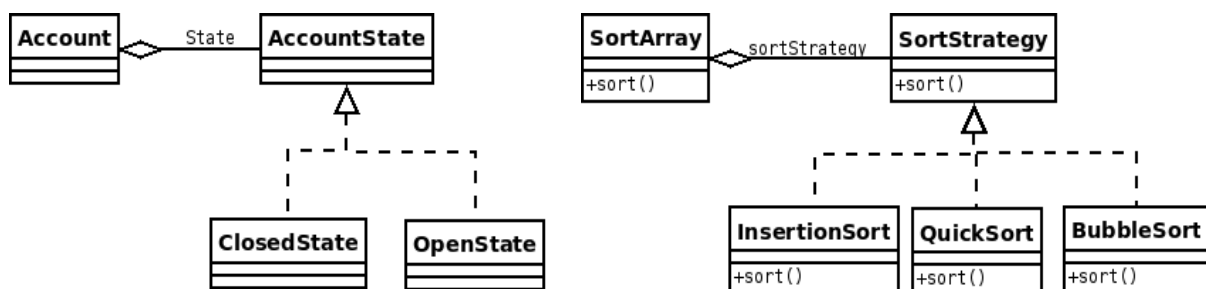 Account
State
AccountState
ClosedState
OpenState
SortArray
+sort()
sortStrategy
SortStrategy
+sort()
InsertionSort
+sort()
QuickSort
+sort()
BubbleSort
+sort()